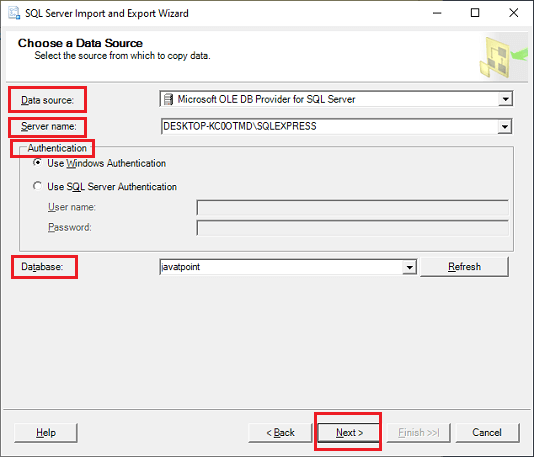 SQL Server Import and Export Wizard
Choose a Data Source
Select the source from which to copy data.
Data source: Microsoft OLE DB Provider for SQL Server
Server name: DESKTOP-KC0OTMD\SQLEXPRESS
Authentication
Use Windows Authentication
Use SQL Server Authentication
User name:
Password:
Database: javatpoint Refresh
Help < Back Next > Finish >>| Cancel